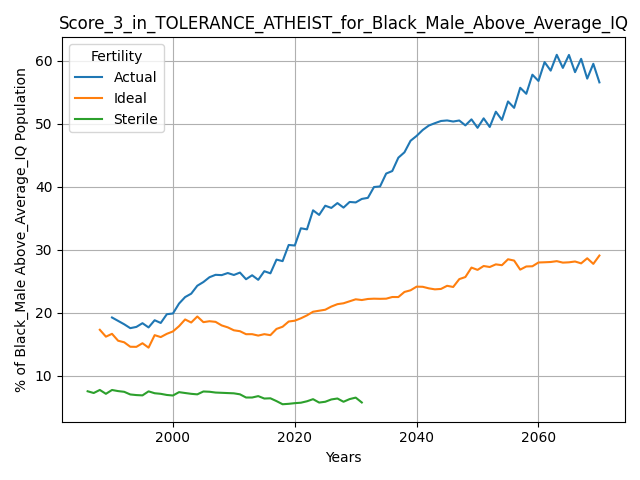 Score_3_in_TOLERANCE_ATHEIST_for_Black_Male_Above_Average_IQ
Fertility
Actual
Ideal
Sterile
% of Black_Male Above_Average_IQ Population
60
50
40
30
20
10
2000 2020 2040 2060
Years